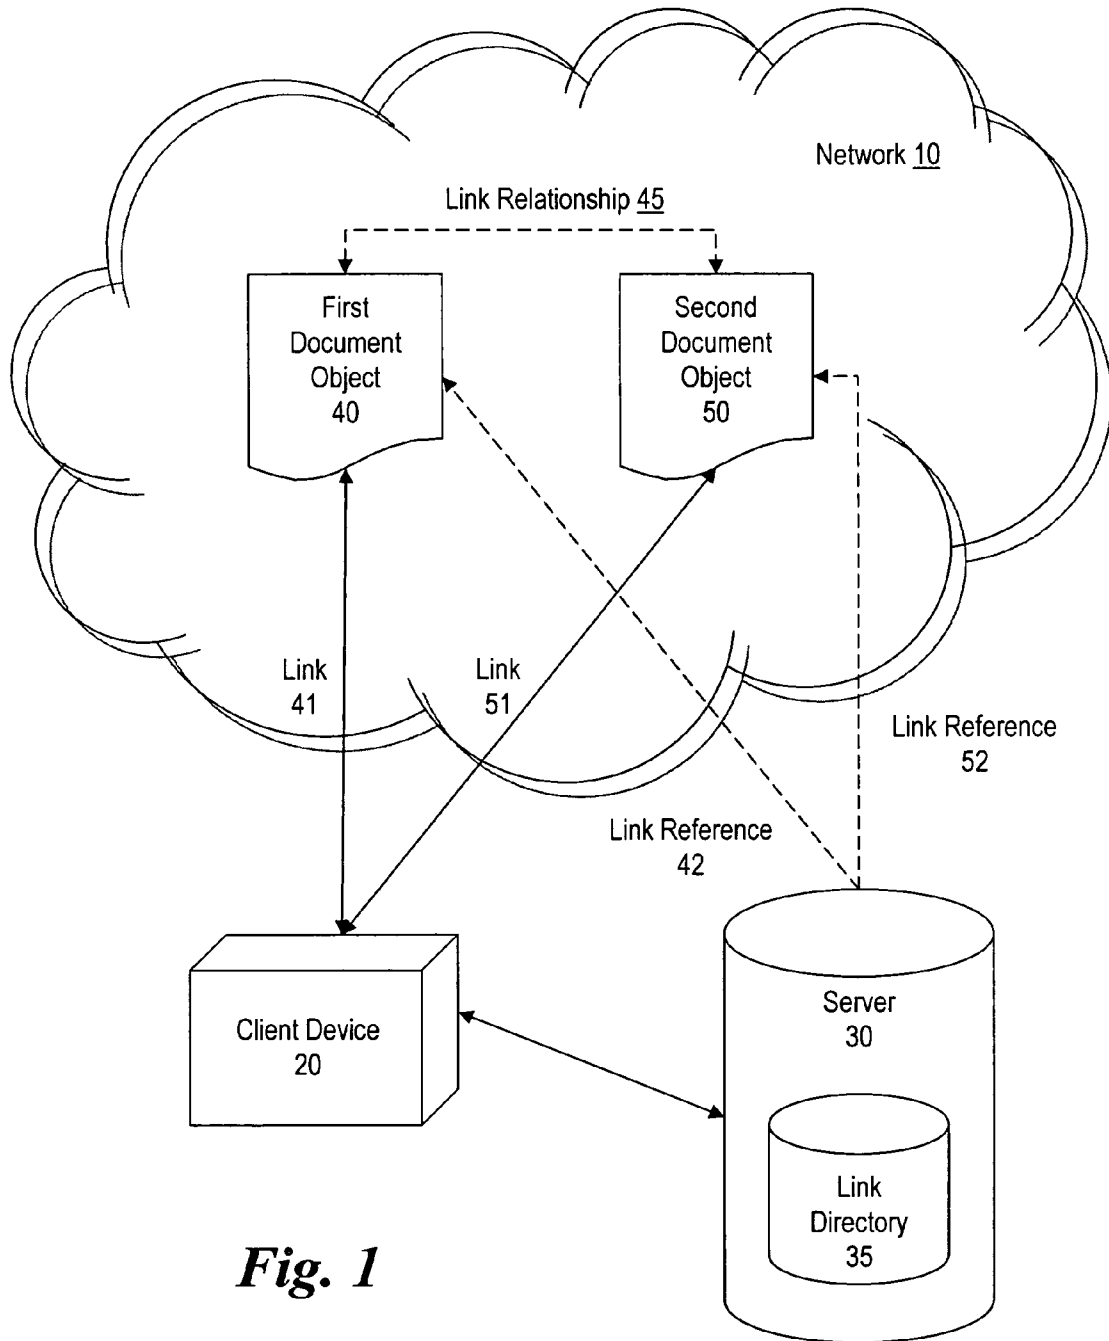 Network 10
Link Relationship 45
First
Document
Object
40
Second
Document
Object
50
Link
41
Link
51
Link Reference
52
Link Reference
42
Client Device
20
Server
30
Link
Directory
35
Fig. 1